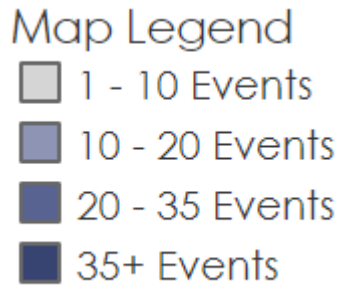 Map Legend
1 - 10 Events
10 - 20 Events
20 - 35 Events
35+ Events